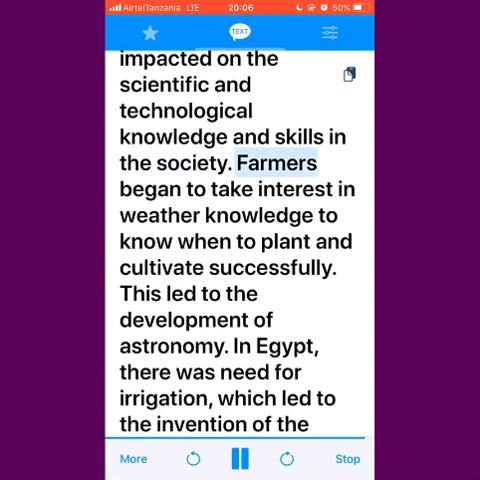 AirtelTanzania LTE 20:06 50%
TEXT
impacted on the
scientific and
technological
knowledge and skills in
the society. Farmers
began to take interest in
weather knowledge to
know when to plant and
cultivate successfully.
This led to the
development of
astronomy. In Egypt,
there was need for
irrigation, which led to
the invention of the
More Stop